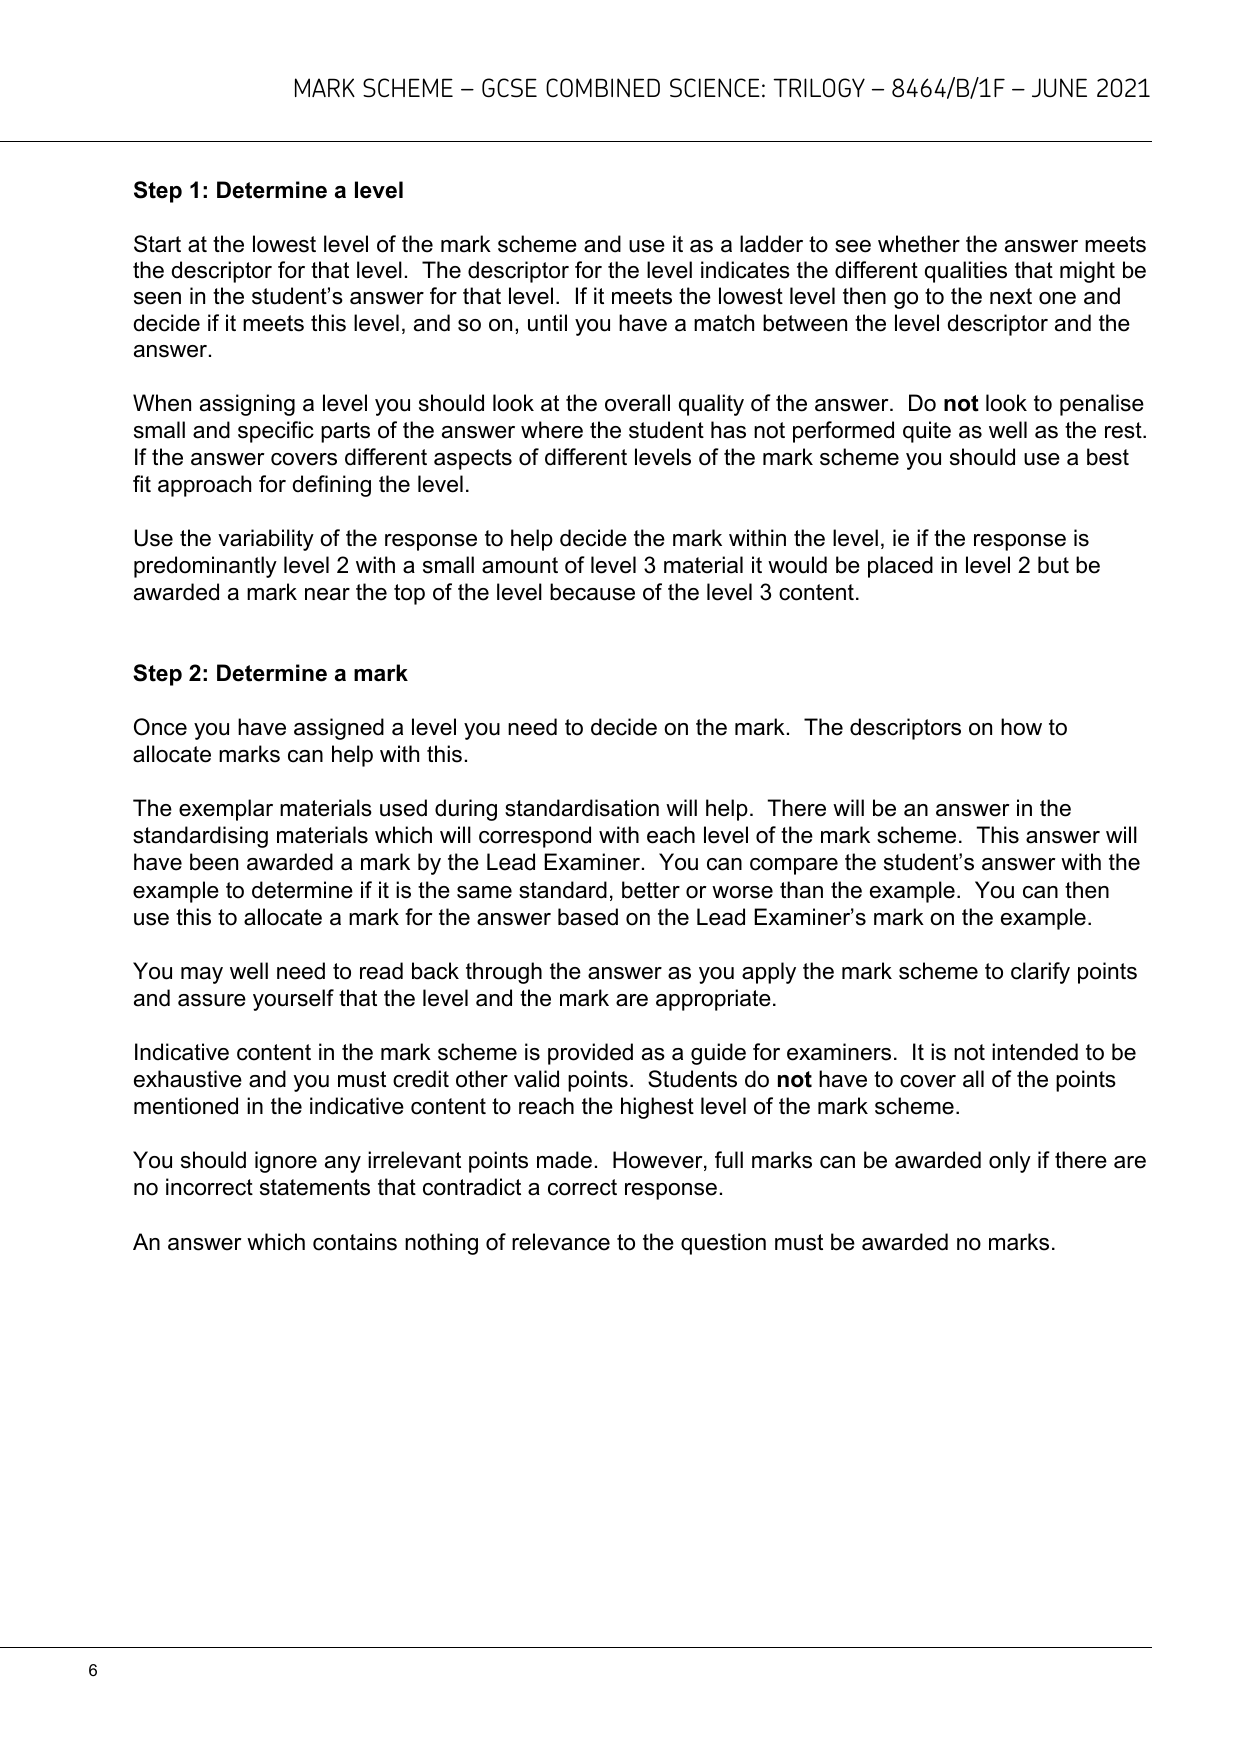 MARK SCHEME – GCSE COMBINED SCIENCE: TRILOGY – 8464/B/1F – JUNE 2021
Step 1: Determine a level
Start at the lowest level of the mark scheme and use it as a ladder to see whether the answer meets
the descriptor for that level.  The descriptor for the level indicates the different qualities that might be
seen in the student’s answer for that level.  If it meets the lowest level then go to the next one and
decide if it meets this level, and so on, until you have a match between the level descriptor and the
answer.
When assigning a level you should look at the overall quality of the answer.  Do not look to penalise
small and specific parts of the answer where the student has not performed quite as well as the rest.
If the answer covers different aspects of different levels of the mark scheme you should use a best
fit approach for defining the level.
Use the variability of the response to help decide the mark within the level, ie if the response is
predominantly level 2 with a small amount of level 3 material it would be placed in level 2 but be
awarded a mark near the top of the level because of the level 3 content.
Step 2: Determine a mark
Once you have assigned a level you need to decide on the mark.  The descriptors on how to
allocate marks can help with this.
The exemplar materials used during standardisation will help.  There will be an answer in the
standardising materials which will correspond with each level of the mark scheme.  This answer will
have been awarded a mark by the Lead Examiner.  You can compare the student’s answer with the
example to determine if it is the same standard, better or worse than the example.  You can then
use this to allocate a mark for the answer based on the Lead Examiner’s mark on the example.
You may well need to read back through the answer as you apply the mark scheme to clarify points
and assure yourself that the level and the mark are appropriate.
Indicative content in the mark scheme is provided as a guide for examiners.  It is not intended to be
exhaustive and you must credit other valid points.  Students do not have to cover all of the points
mentioned in the indicative content to reach the highest level of the mark scheme.
You should ignore any irrelevant points made.  However, full marks can be awarded only if there are
no incorrect statements that contradict a correct response.
An answer which contains nothing of relevance to the question must be awarded no marks.
6